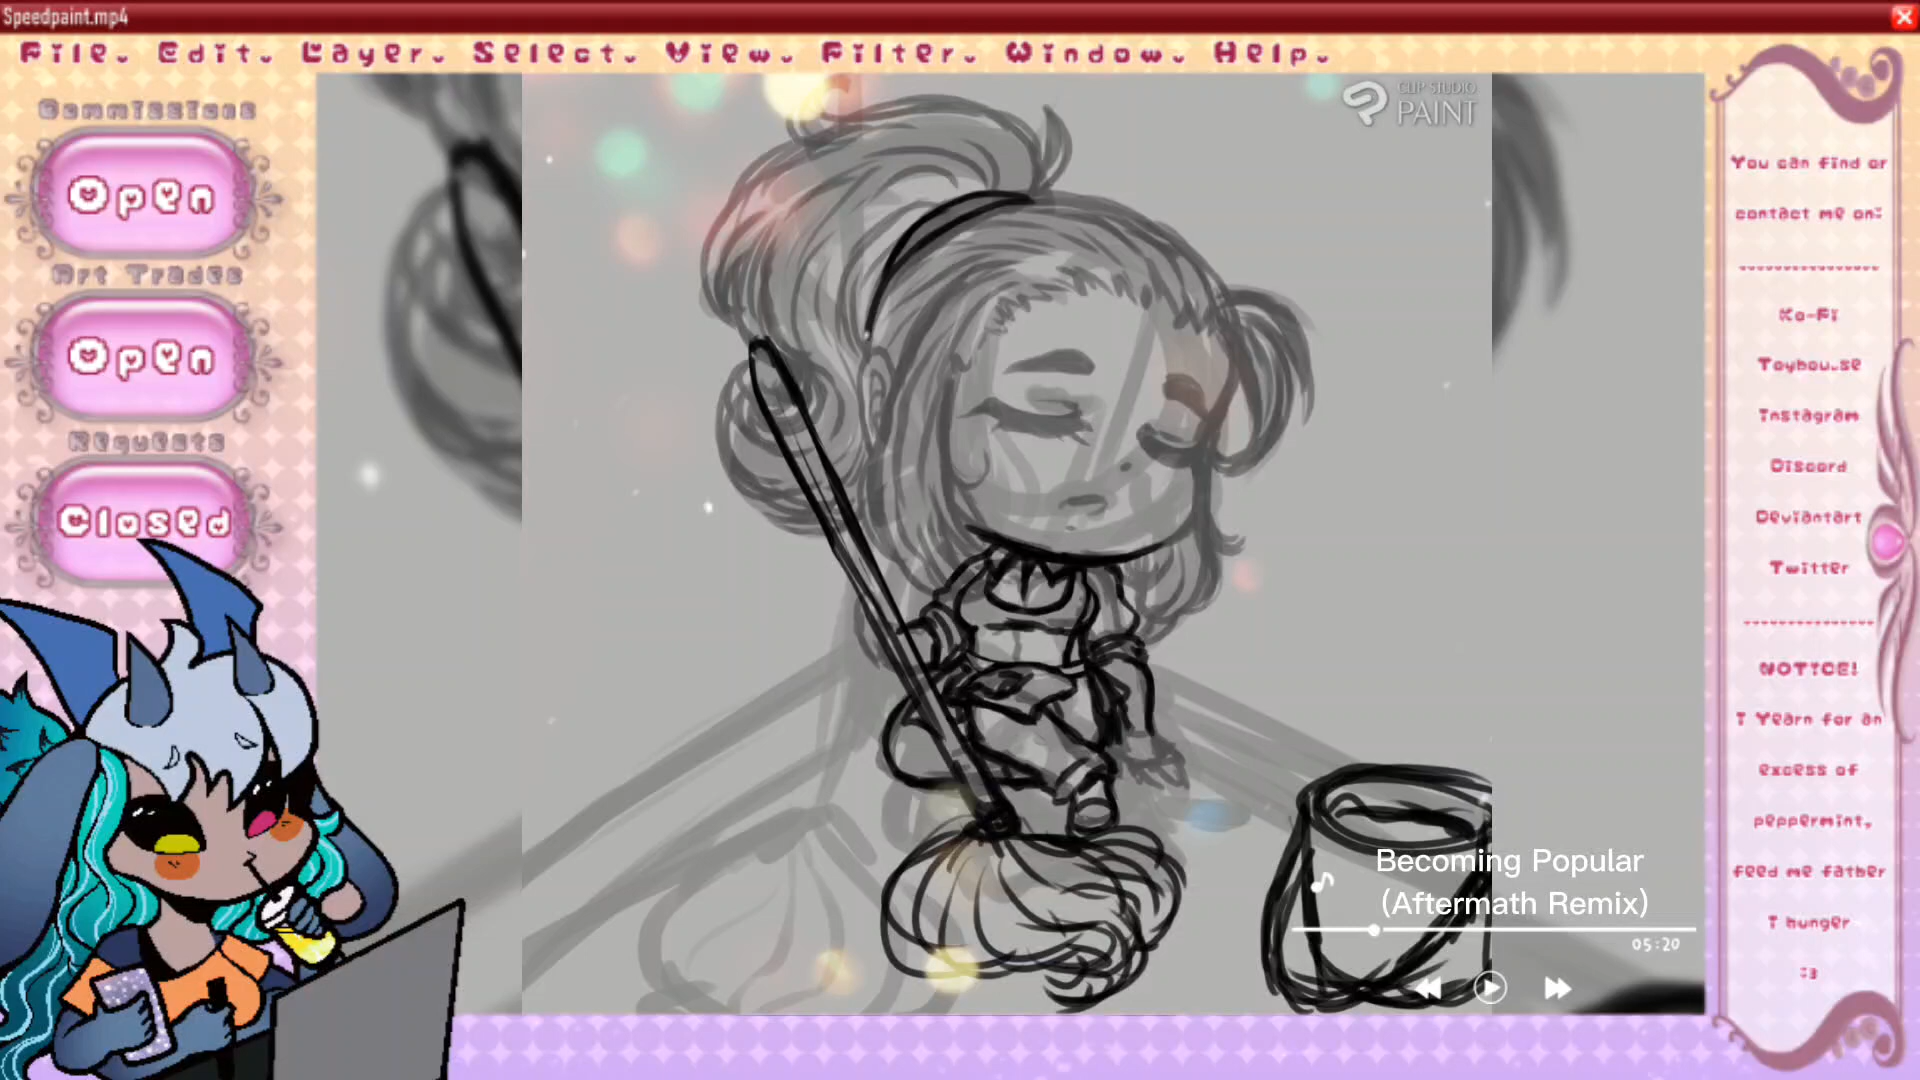 Speedpaint.mp4
File. Edit. Layer. Select. View. Filter. Window. Help.
Commissions
Open
Art Trades
Open
Requests
Closed
CLIP STUDIO
PAINT
Becoming Popular
(Aftermath Remix)
05:20
You can find or
contact me on:
----------------
Ko-Fi
Toyhou.se
Instagram
Discord
Deviantart
Twitter
---------------
NOTICE!
I Yearn for an
excess of
peppermint,
feed me father
I hunger
:3